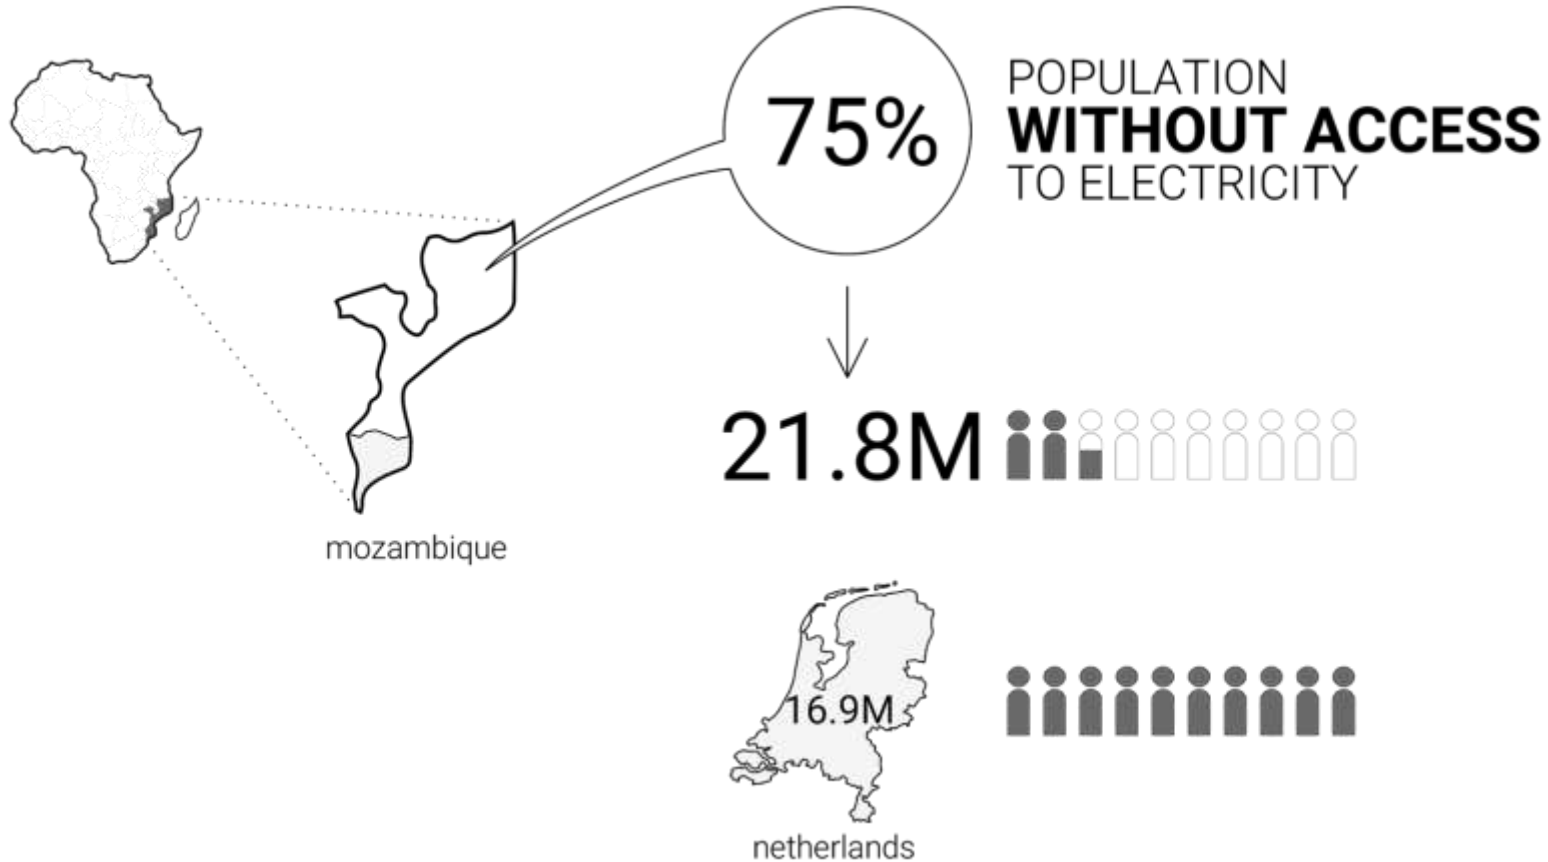 75%
POPULATION
WITHOUT ACCESS
TO ELECTRICITY
21.8M
mozambique
16.9M
netherlands